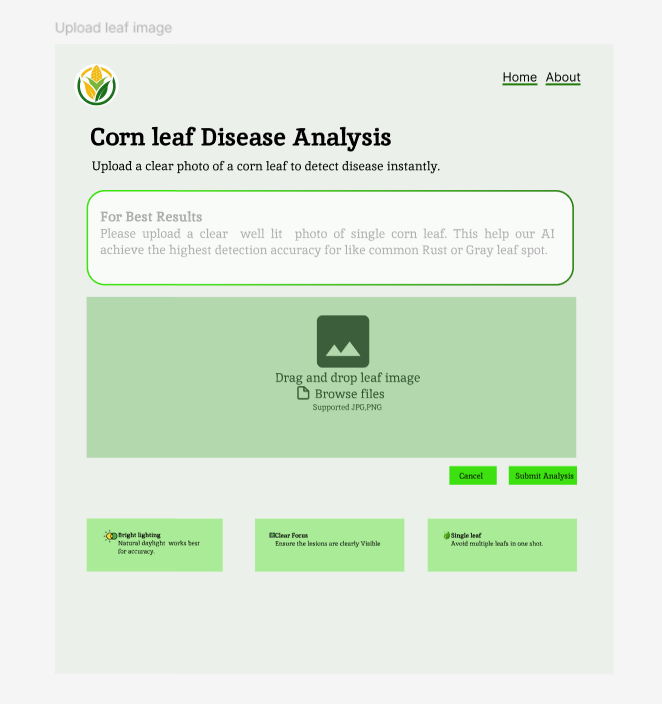 Upload leaf image
Home About
Corn leaf Disease Analysis
Upload a clear photo of a corn leaf to detect disease instantly.
For Best Results
Please upload a clear well lit photo of single corn leaf. This help our AI
achieve the highest detection accuracy for like common Rust or Gray leaf spot.
Drag and drop leaf image
Browse files
Supported JPG,PNG
Cancel
Submit Analysis
Bright lighting
Natural daylight works best
for accuracy.
Clear Focus
Ensure the lesions are clearly Visible
Single leaf
Avoid multiple leafs in one shot.